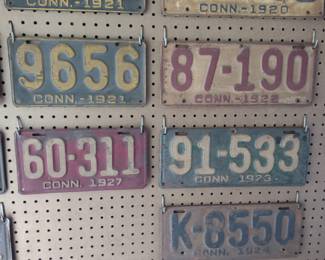 CONN.-1921
CONN-1920
9656
CONN.-1921
87-190
CONN-1922
60-311
CONN. 1927
91-533
CONN. 1923
K-8550
CONN. 1924